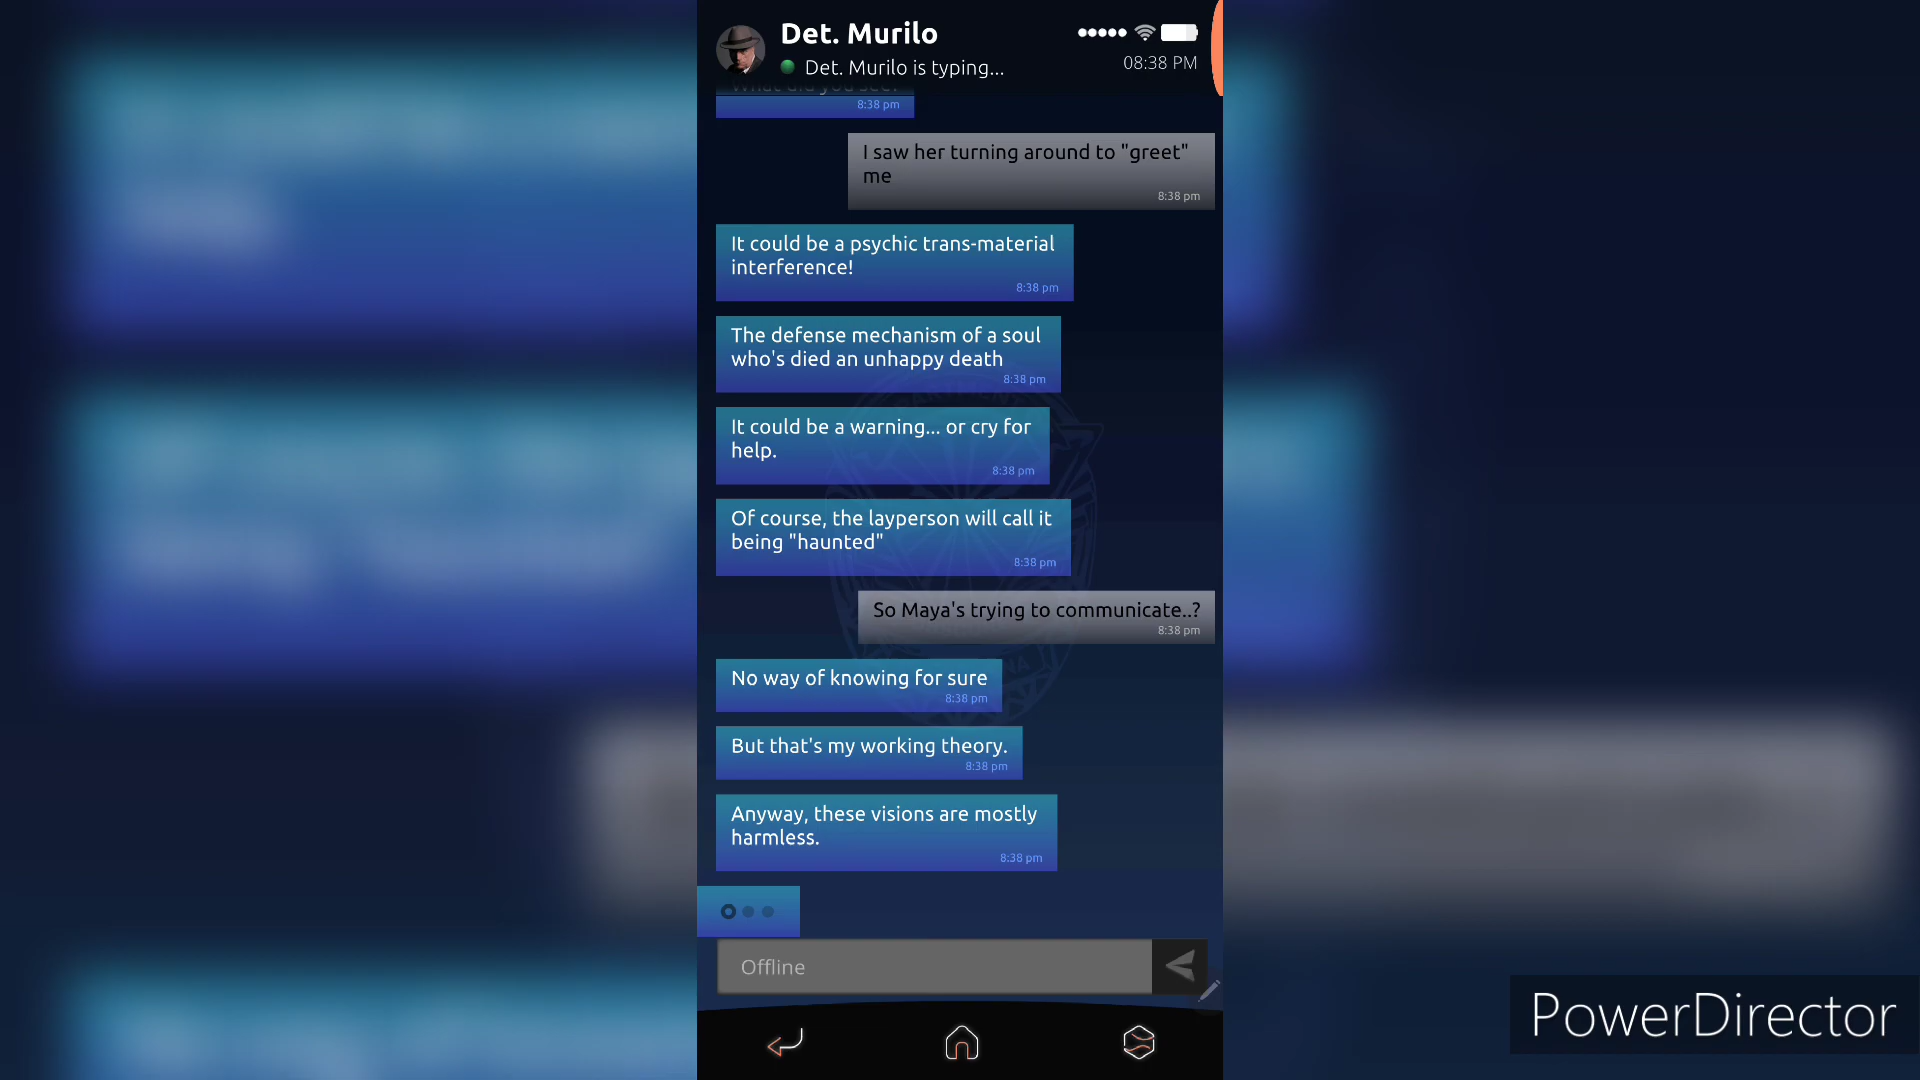 Det. Murilo
Det. Murilo is typing...
08:38 PM
What did you see?
8:38 pm
I saw her turning around to "greet"
me
8:38 pm
It could be a psychic trans-material
interference!
8:38 pm
The defense mechanism of a soul
who's died an unhappy death
8:38 pm
It could be a warning... or cry for
help.
8:38 pm
Of course, the layperson will call it
being "haunted"
8:38 pm
So Maya's trying to communicate..?
8:38 pm
No way of knowing for sure
8:38 pm
But that's my working theory.
8:38 pm
Anyway, these visions are mostly
harmless.
8:38 pm
Offline
PowerDirector